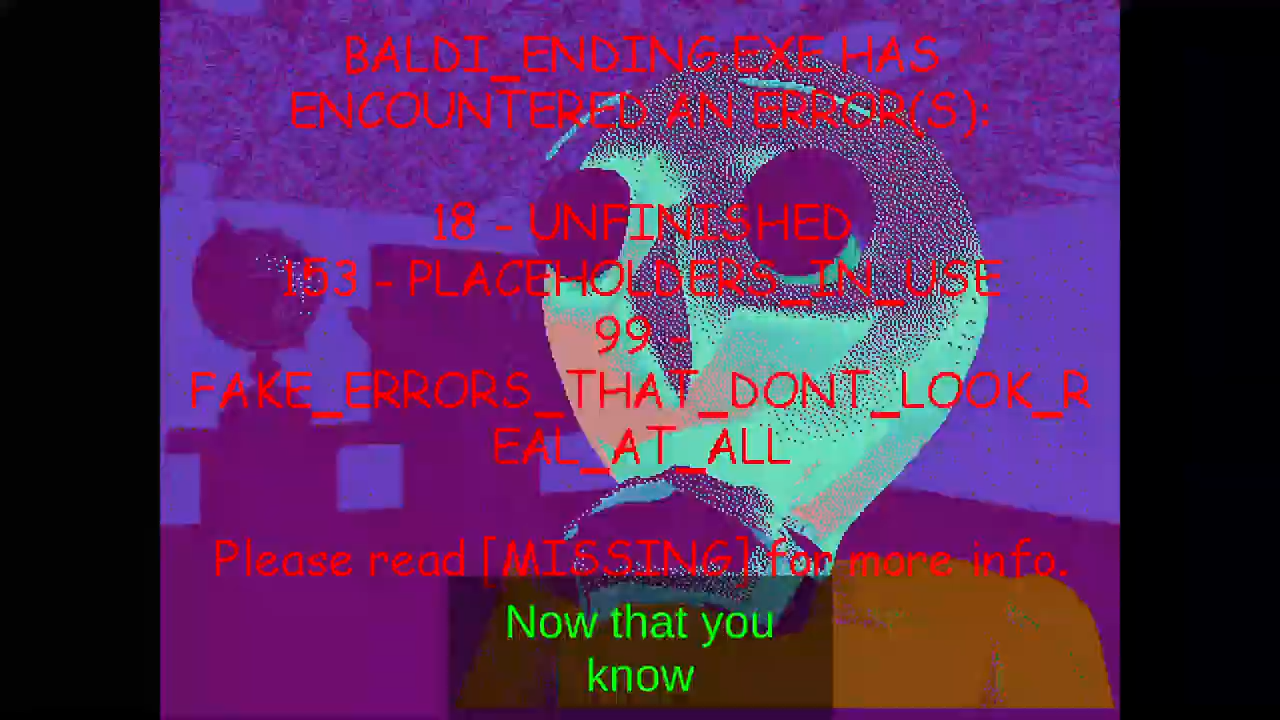 BALDI_ENDING.EXE HAS
ENCOUNTERED AN ERROR(S):
18 - UNFINISHED
153 - PLACEHOLDERS_IN_USE
99 -
FAKE_ERRORS_THAT_DONT_LOOK_R
EAL_AT_ALL
Please read [MISSING] for more info.
Now that you
know